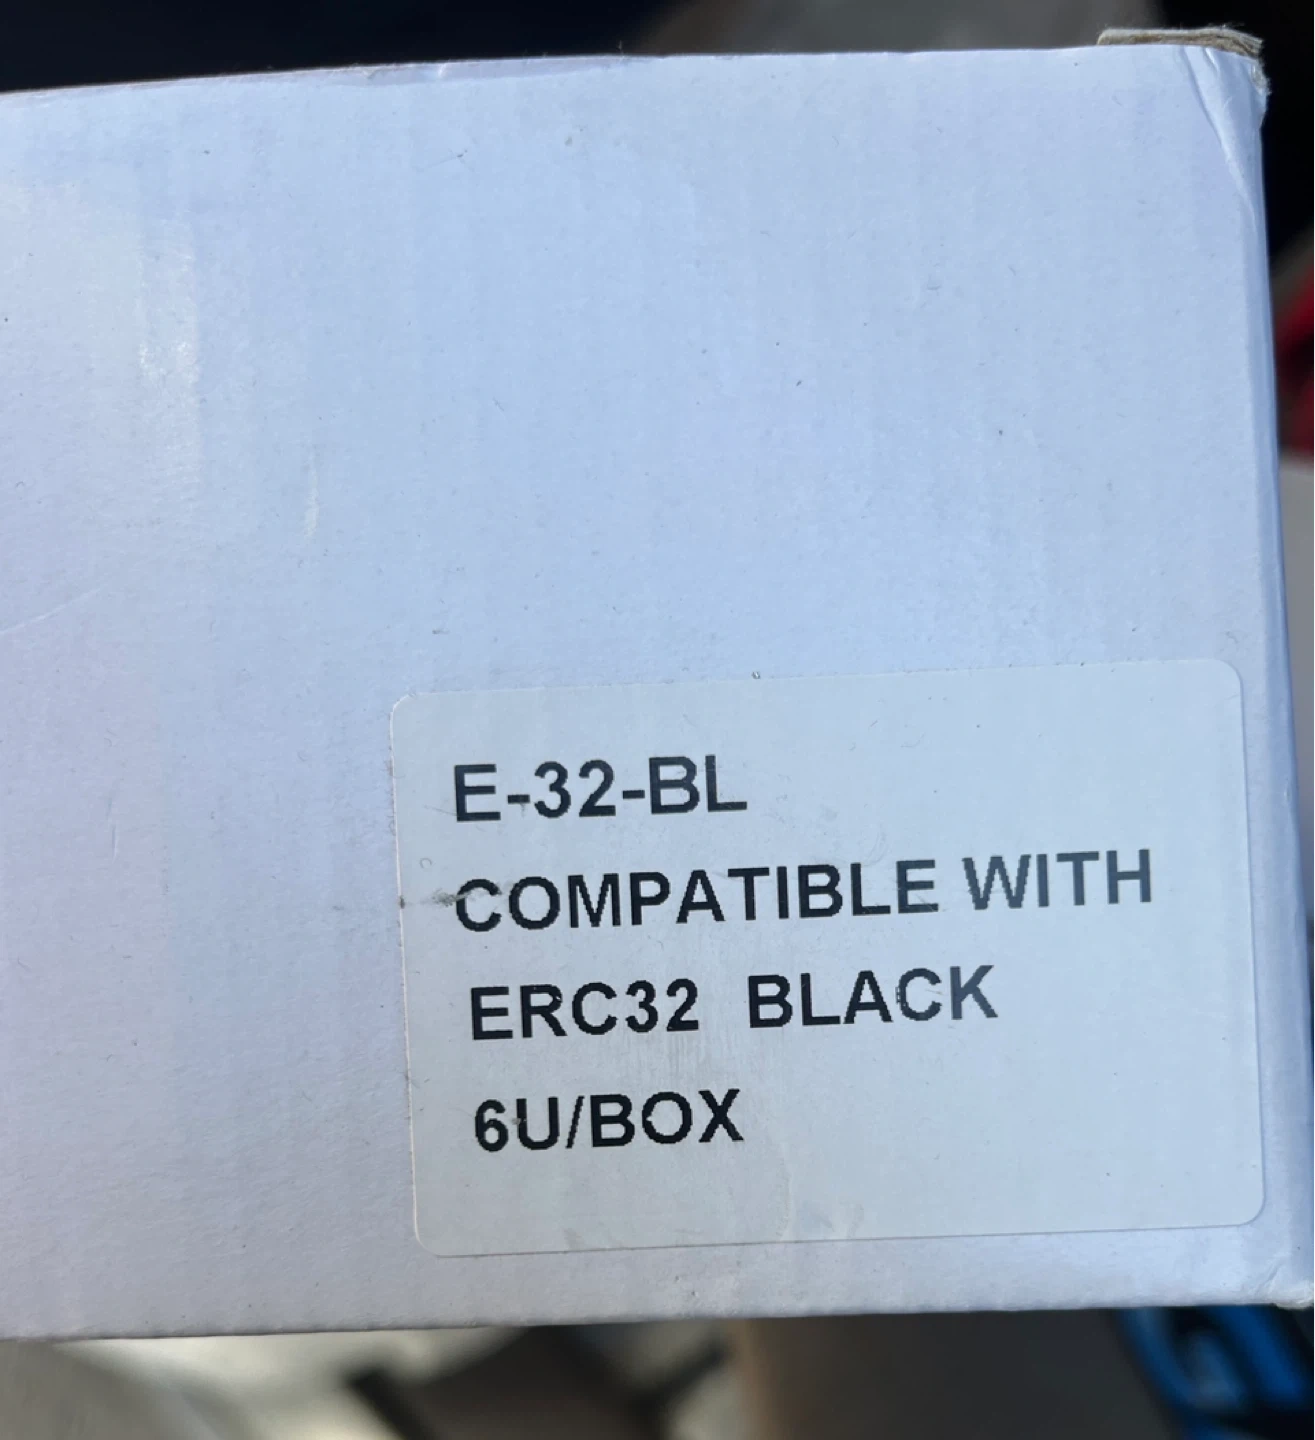 E-32-BL
COMPATIBLE WITH
ERC32 BLACK
6U/BOX